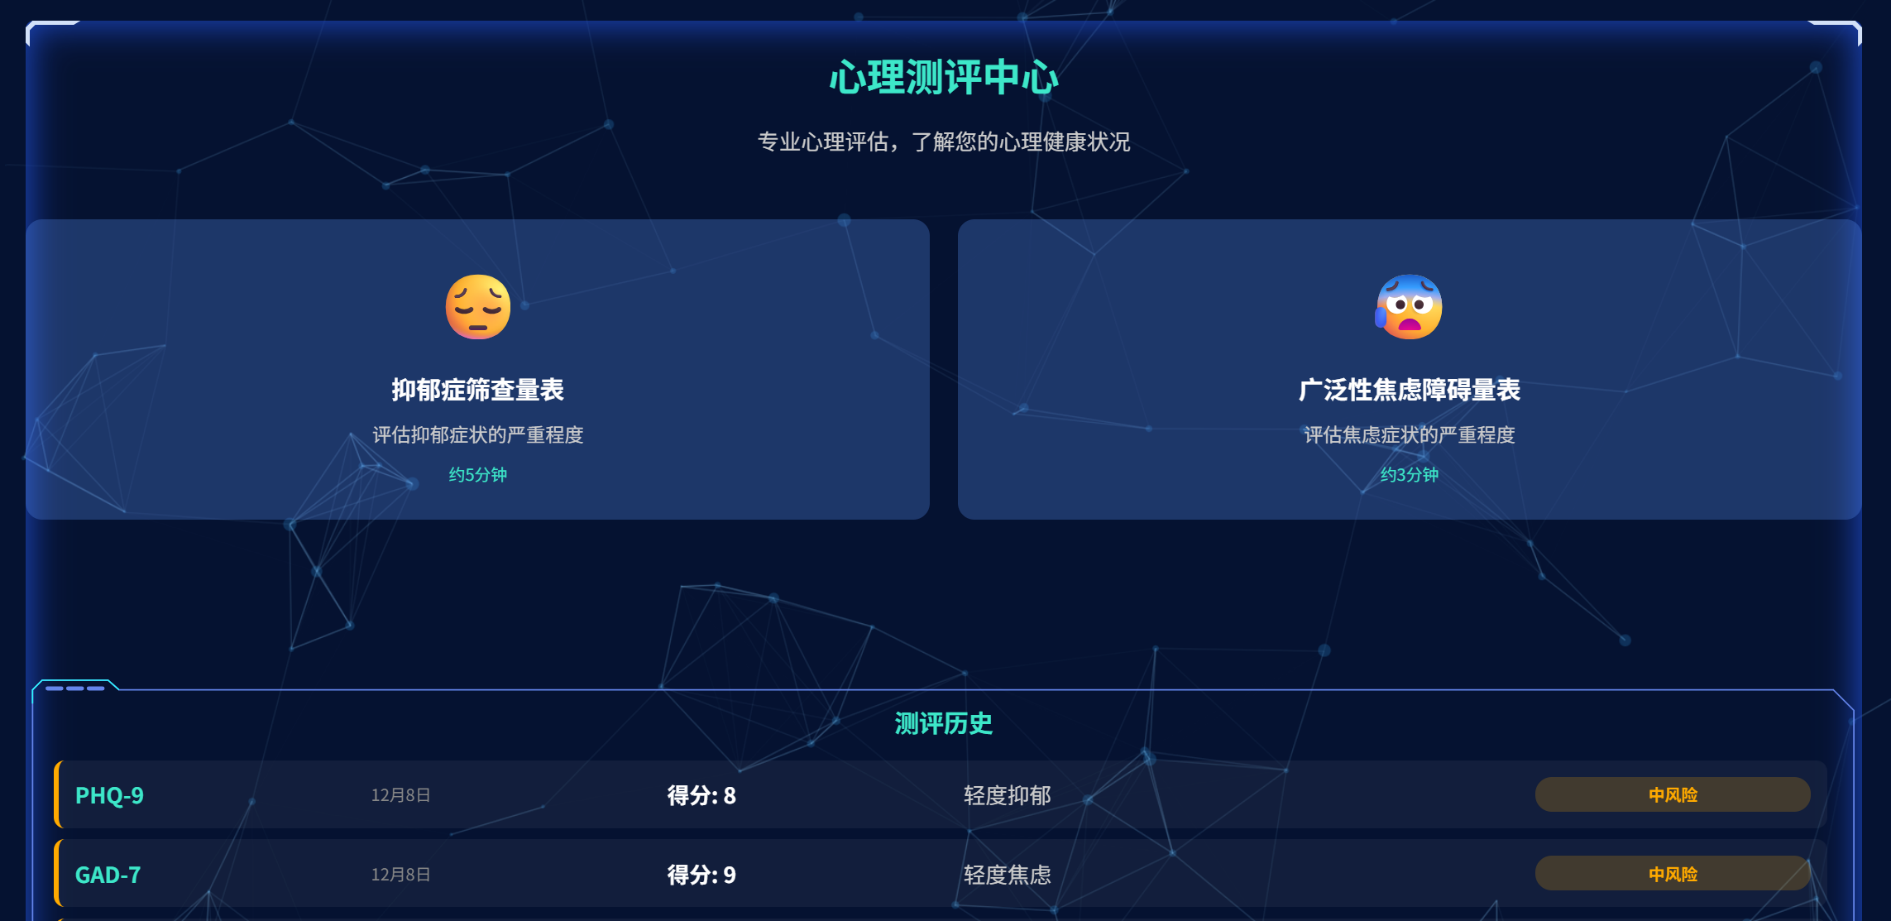 心理测评中心
专业心理评估，了解您的心理健康状况
抑郁症筛查量表
评估抑郁症状的严重程度
约5分钟
广泛性焦虑障碍量表
评估焦虑症状的严重程度
约3分钟
测评历史
PHQ-9 12月8日 得分: 8 轻度抑郁 中风险
GAD-7 12月8日 得分: 9 轻度焦虑 中风险